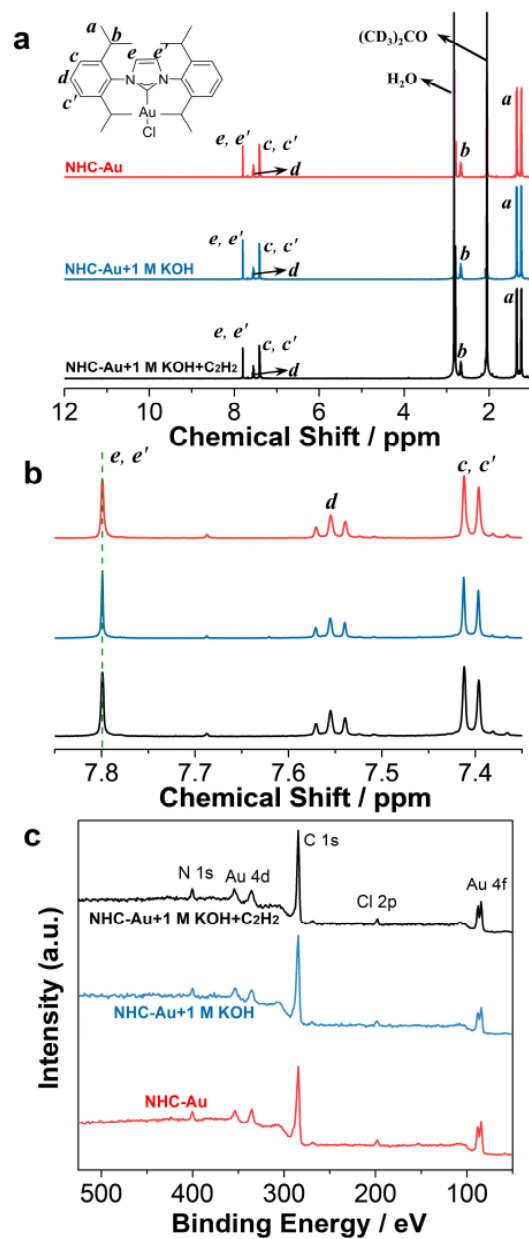 a
(CD₃)₂CO
H₂O
a
b
c
d
c'
e
e'
N
N
Au
Cl
e, e'
c, c'
d
b
a
NHC-Au
e, e'
c, c'
d
b
a
NHC-Au+1 M KOH
e, e'
c, c'
d
b
a
NHC-Au+1 M KOH+C₂H₂
12 10 8 6 4 2
Chemical Shift / ppm
b
e, e'
d
c, c'
7.8 7.7 7.6 7.5 7.4
Chemical Shift / ppm
c
C 1s
N 1s
Au 4d
Cl 2p
Au 4f
NHC-Au+1 M KOH+C₂H₂
NHC-Au+1 M KOH
NHC-Au
Intensity (a.u.)
500 400 300 200 100
Binding Energy / eV